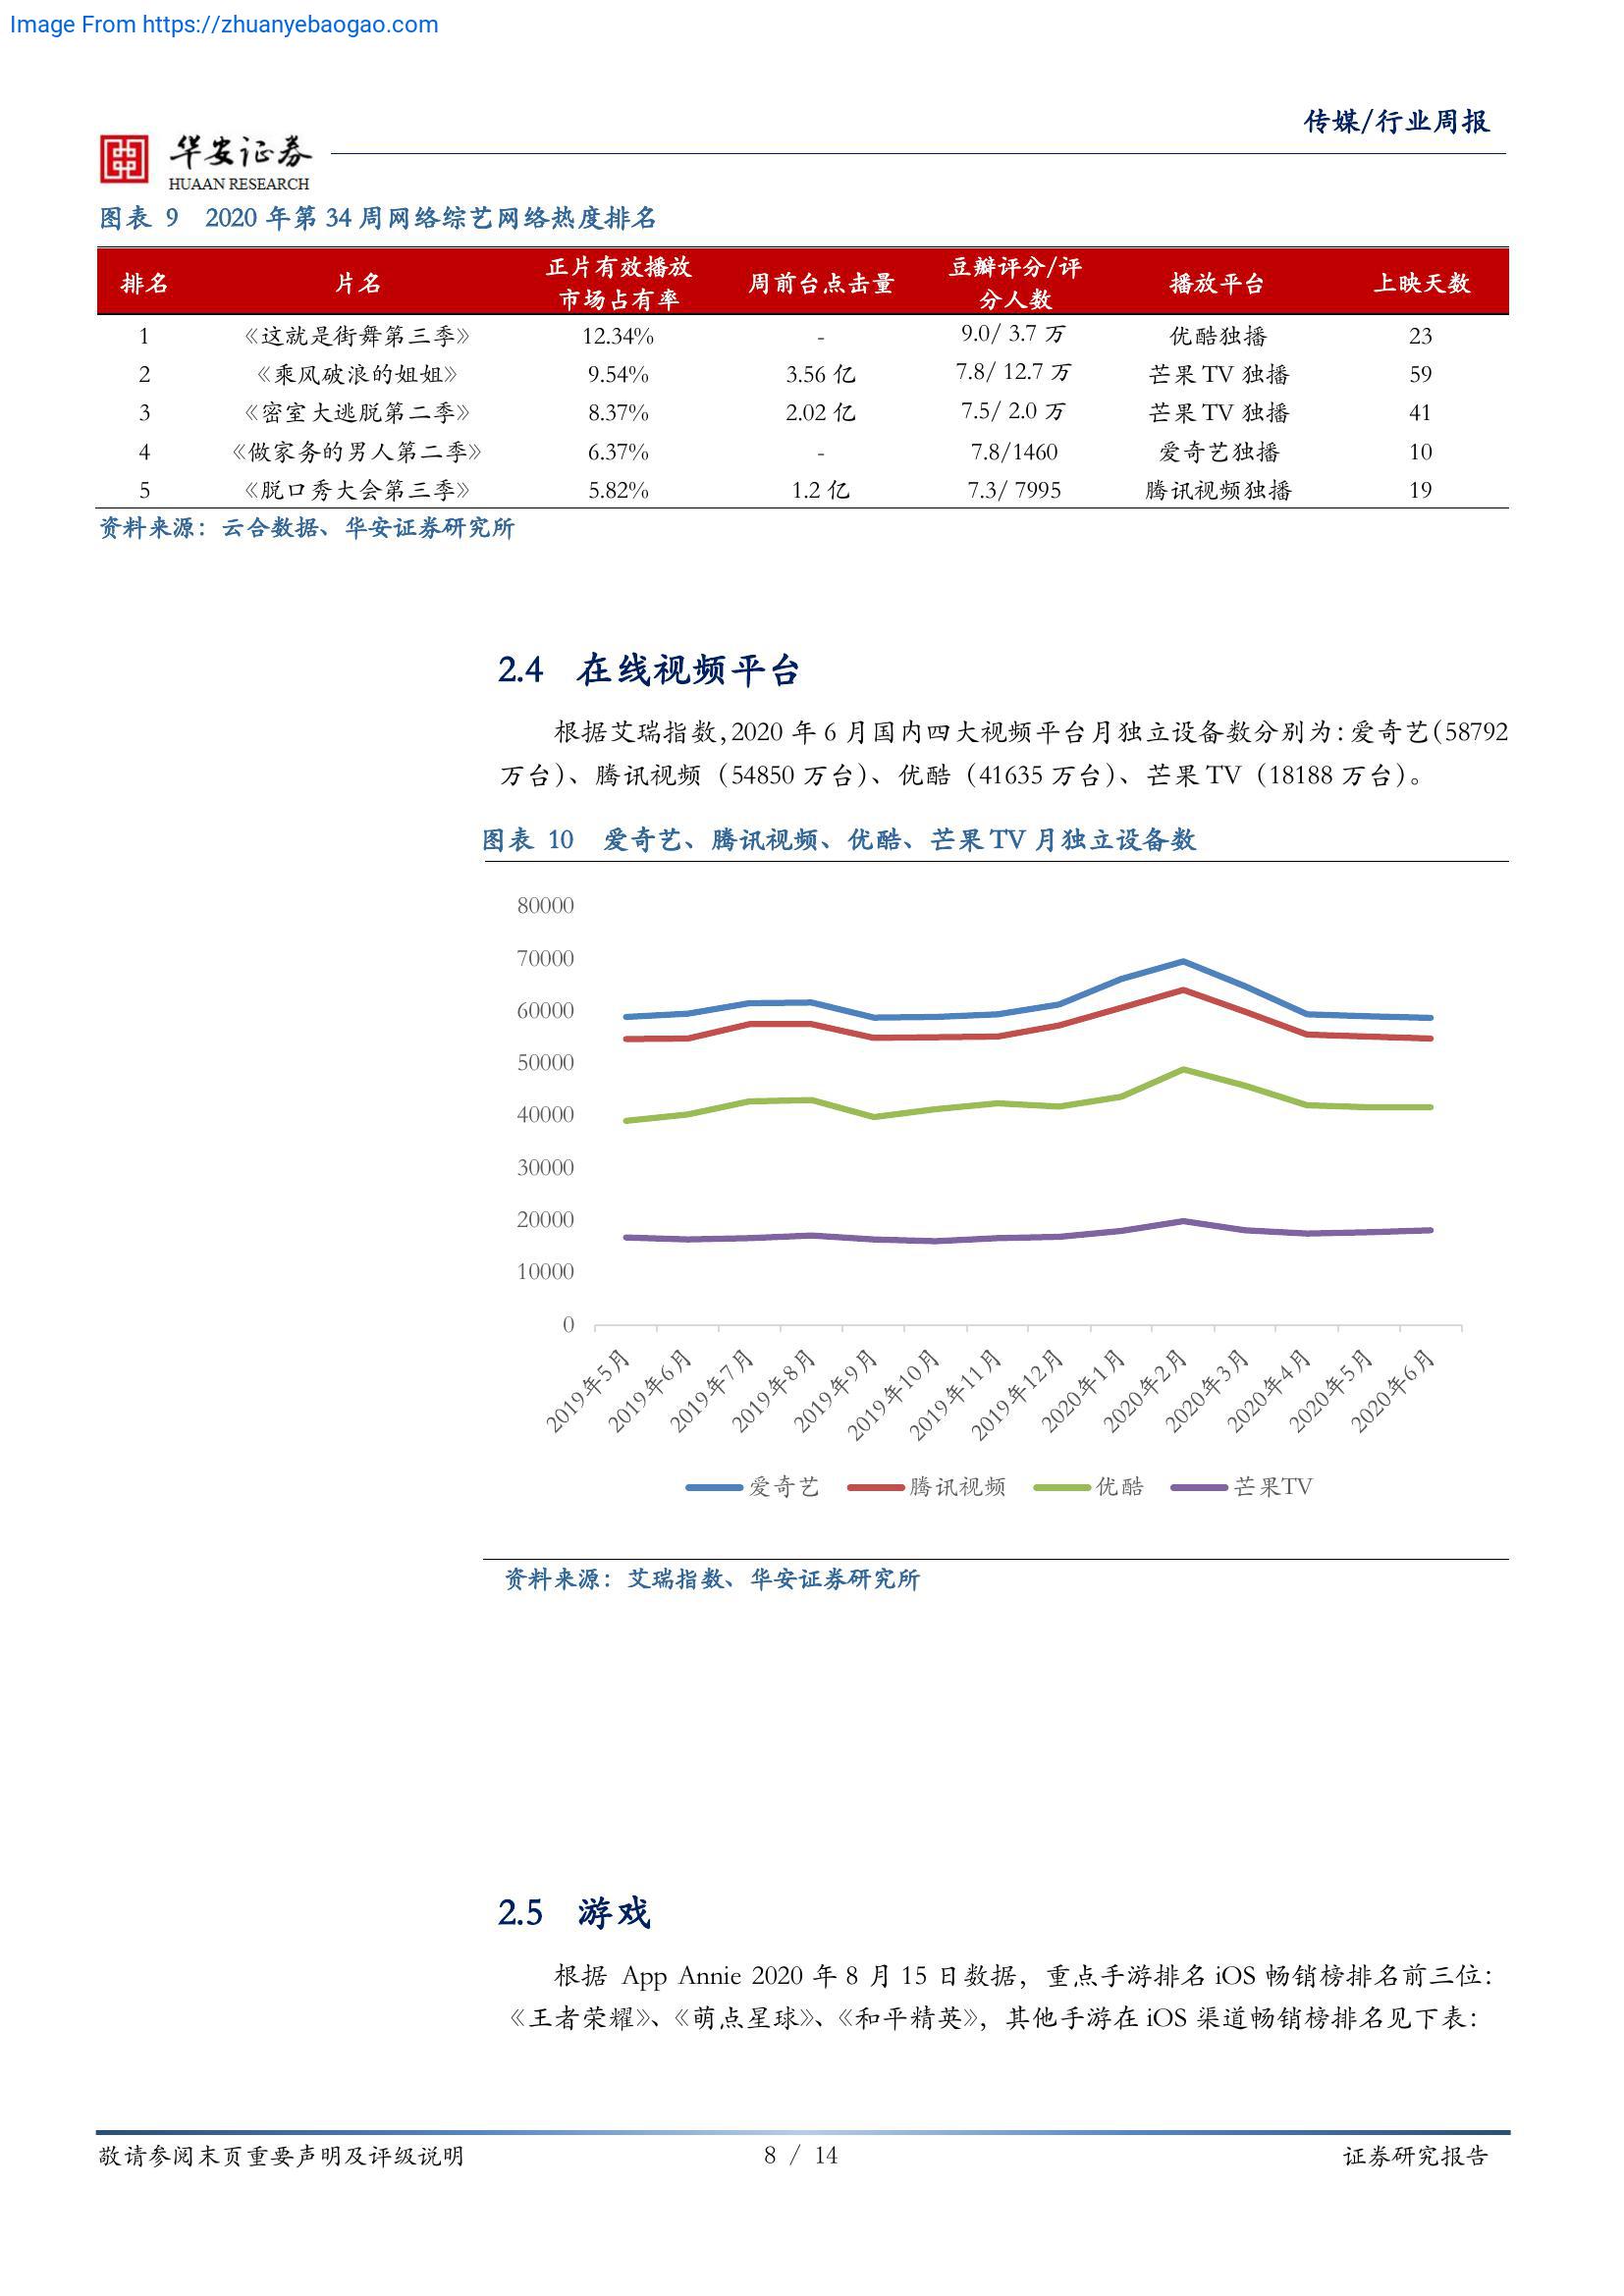 Image From https://zhuanyebaogao.com
传媒/行业周报
华安证券
HUAAN RESEARCH
图表 9 2020 年第 34 周网络综艺网络热度排名
排名 片名 正片有效播放市场占有率 周前台点击量 豆瓣评分/评分人数 播放平台 上映天数
1 《这就是街舞第三季》 12.34% - 9.0/ 3.7 万 优酷独播 23
2 《乘风破浪的姐姐》 9.54% 3.56 亿 7.8/ 12.7 万 芒果 TV 独播 59
3 《密室大逃脱第二季》 8.37% 2.02 亿 7.5/ 2.0 万 芒果 TV 独播 41
4 《做家务的男人第二季》 6.37% - 7.8/1460 爱奇艺独播 10
5 《脱口秀大会第三季》 5.82% 1.2 亿 7.3/ 7995 腾讯视频独播 19
资料来源：云合数据、华安证券研究所
2.4 在线视频平台
根据艾瑞指数，2020 年 6 月国内四大视频平台月独立设备数分别为：爱奇艺（58792
万台）、腾讯视频（54850 万台）、优酷（41635 万台）、芒果 TV（18188 万台）。
图表 10 爱奇艺、腾讯视频、优酷、芒果 TV 月独立设备数
80000
70000
60000
50000
40000
30000
20000
10000
0
2019年5月 2019年6月 2019年7月 2019年8月 2019年9月 2019年10月 2019年11月 2019年12月 2020年1月 2020年2月 2020年3月 2020年4月 2020年5月 2020年6月
爱奇艺 腾讯视频 优酷 芒果TV
资料来源：艾瑞指数、华安证券研究所
2.5 游戏
根据 App Annie 2020 年 8 月 15 日数据，重点手游排名 iOS 畅销榜排名前三位：
《王者荣耀》、《萌点星球》、《和平精英》，其他手游在 iOS 渠道畅销榜排名见下表：
敬请参阅末页重要声明及评级说明 8 / 14 证券研究报告